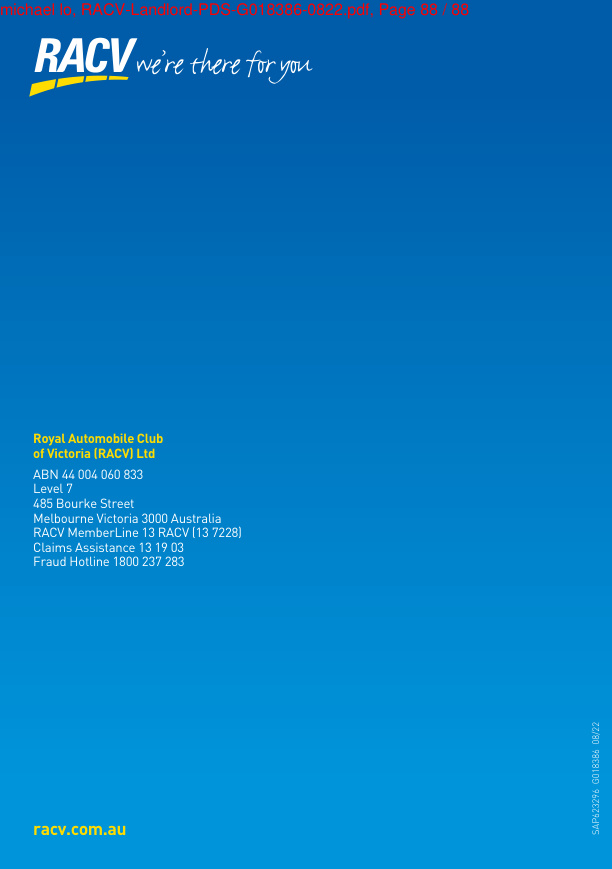 michael lo, RACV-Landlord-PDS-G018386-0822.pdf. Page 88 / 88
RACV we're there for you
Royal Automobile Club
of Victoria (RACV) Ltd
ABN 44 004 060 833
Level 7
485 Bourke Street
Melbourne Victoria 3000 Australia
RACV MemberLine 13 RACV (13 7228)
Claims Assistance 13 19 03
Fraud Hotline 1800 237 283
SAP623296 G018386 08/22
racv.com.au